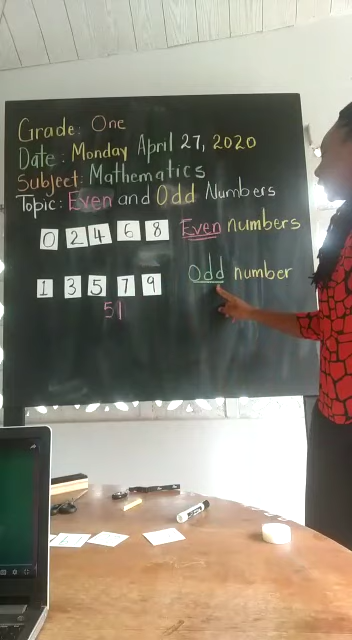 Grade: One
Date: Monday April 27, 2020
Subject: Mathematics
Topic: Even and Odd Numbers
0 2 4 6 8 Even numbers
1 3 5 7 9 Odd number
51